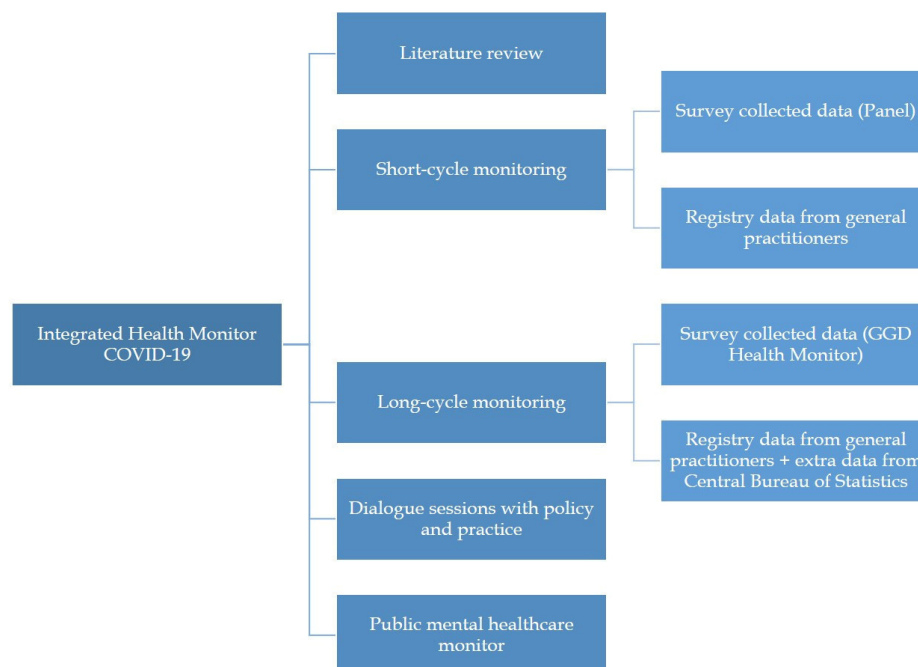 Literature review
Survey collected data (Panel)
Short-cycle monitoring
Registry data from general
practitioners
Integrated Health Monitor
COVID-19
Survey collected data (GGD
Health Monitor)
Long-cycle monitoring
Registry data from general
practitioners + extra data from
Central Bureau of Statistics
Dialogue sessions with policy
and practice
Public mental healthcare
monitor